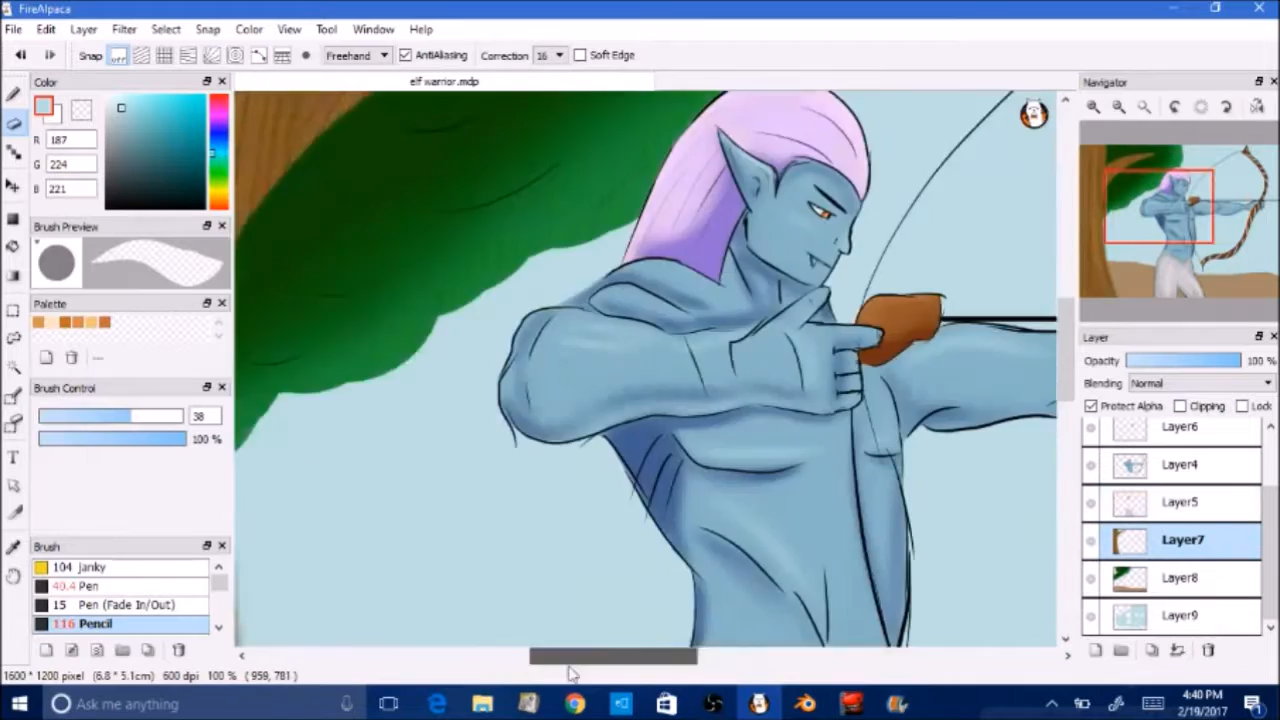 FireAlpaca
File Edit Layer Filter Select Snap Color View Tool Window Help
Snap off Freehand AntiAliasing Correction 16 Soft Edge
Color
elf warrior.mdp
Navigator
R 187
G 224
B 221
Brush Preview
Palette
Layer
Opacity 100 %
Blending Normal
Brush Control
Protect Alpha Clipping Lock
38
Layer6
100 %
Layer4
Layer5
Layer7
Brush
104 Janky
Layer8
40.4 Pen
15 Pen (Fade In/Out)
Layer9
116 Pencil
1600 * 1200 pixel (6.8 * 5.1cm) 600 dpi 100 % ( 959, 781 )
Ask me anything
4:40 PM
2/19/2017